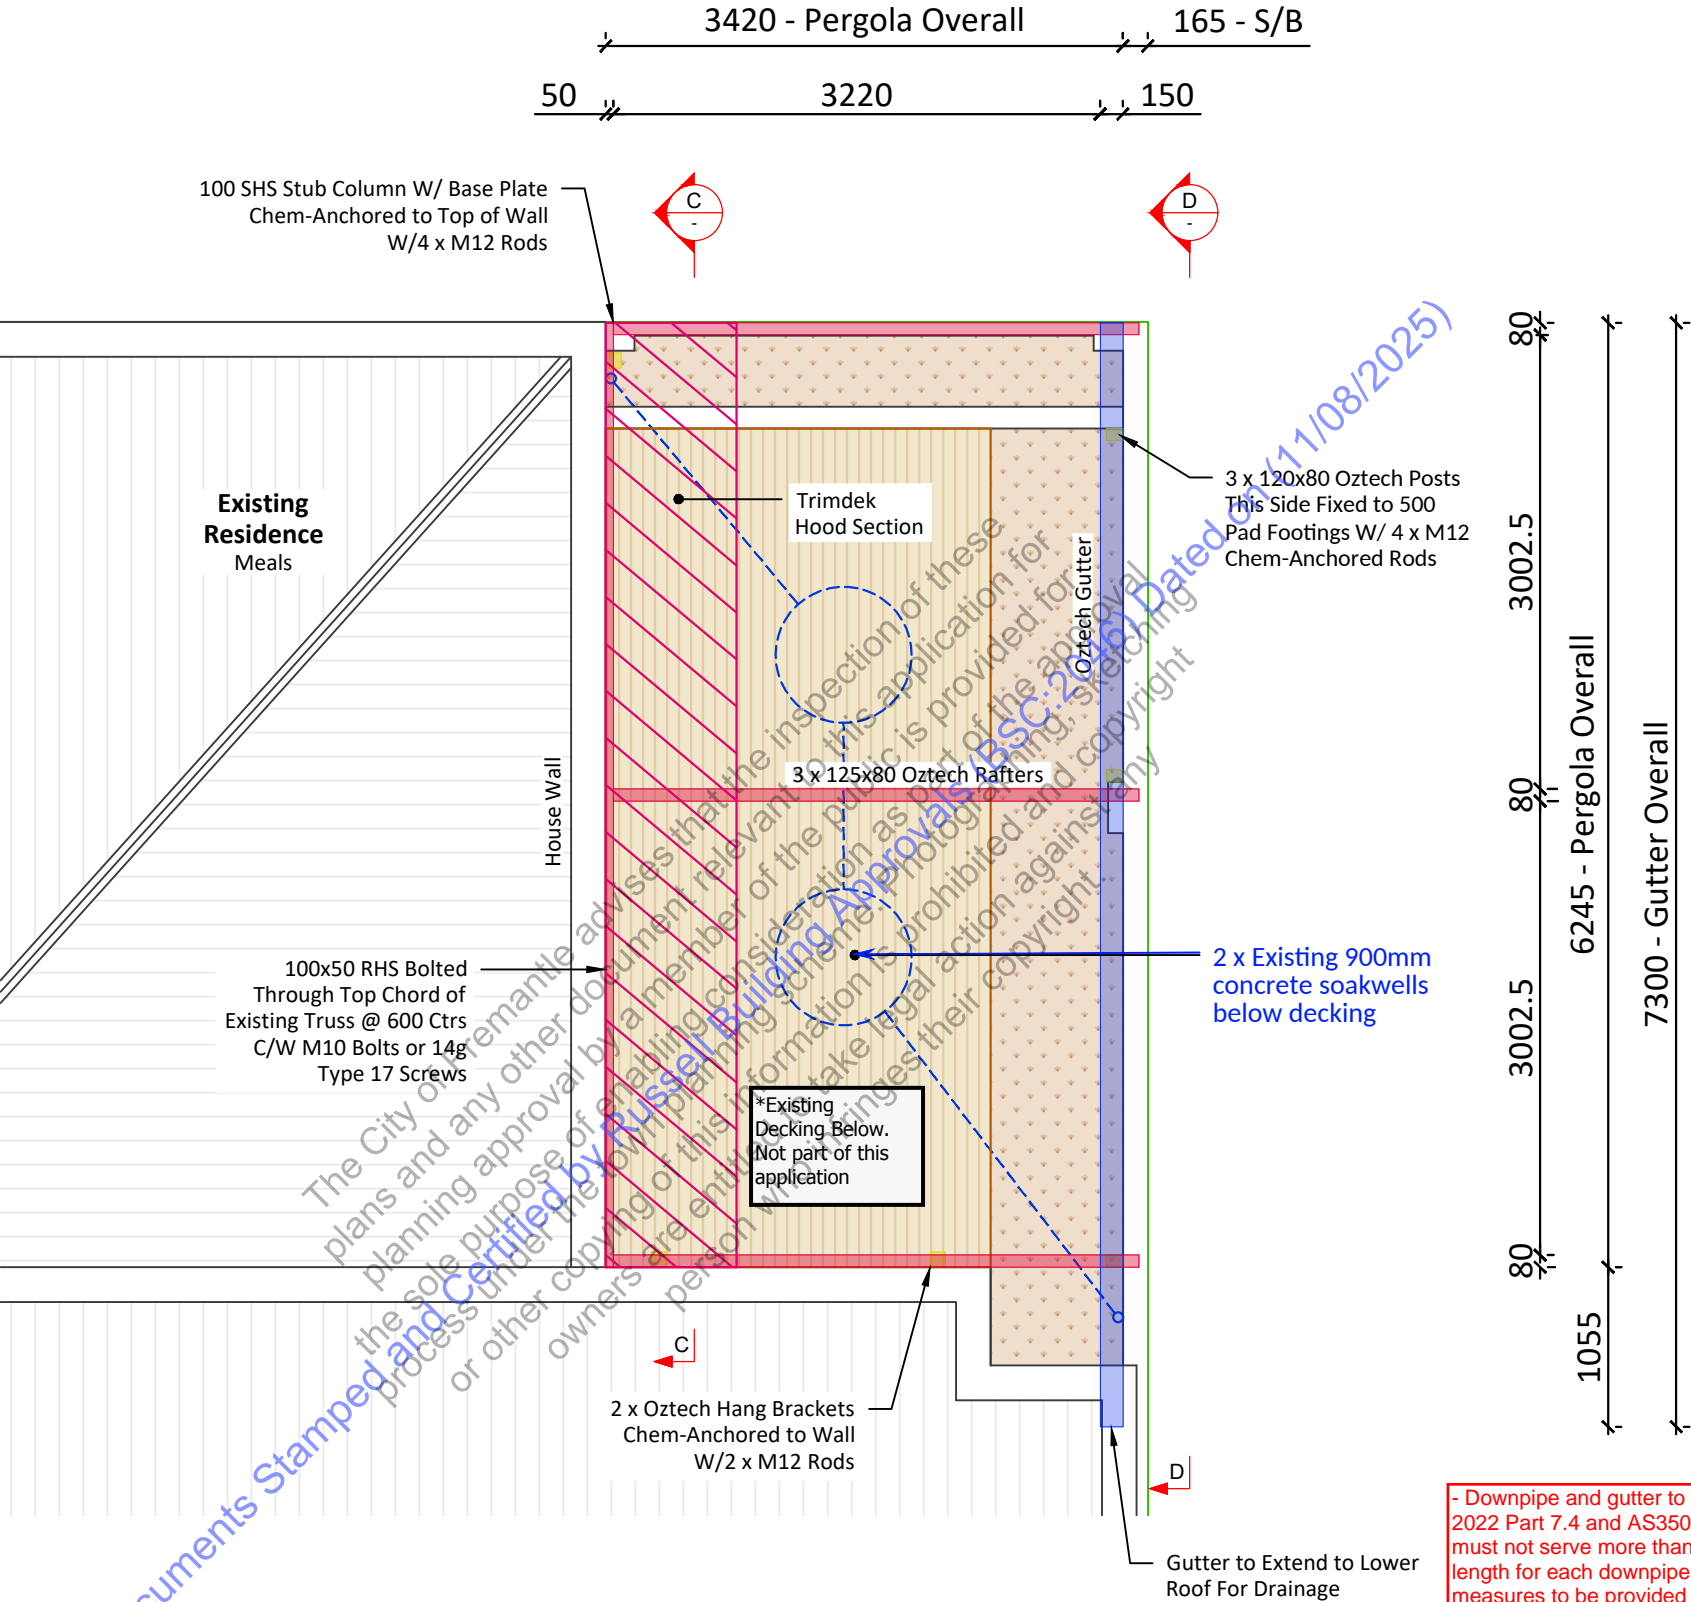 3420 - Pergola Overall
165 - S/B
50
3220
150
100 SHS Stub Column W/ Base Plate
Chem-Anchored to Top of Wall
W/4 x M12 Rods
C
-
D
-
80
Existing
Residence
Meals
Trimdek
Hood Section
3 x 120x80 Oztech Posts
This Side Fixed to 500
Pad Footings W/ 4 x M12
Chem-Anchored Rods
Oztech Gutter
3002.5
3 x 125x80 Oztech Rafters
80
House Wall
6245 - Pergola Overall
7300 - Gutter Overall
100x50 RHS Bolted
Through Top Chord of
Existing Truss @ 600 Ctrs
C/W M10 Bolts or 14g
Type 17 Screws
2 x Existing 900mm
concrete soakwells
below decking
3002.5
*Existing
Decking Below.
Not part of this
application
80
1055
C
2 x Oztech Hang Brackets
Chem-Anchored to Wall
W/2 x M12 Rods
D
Gutter to Extend to Lower
Roof For Drainage
- Downpipe and gutter to
2022 Part 7.4 and AS350
must not serve more than
length for each downpipe
measures to be provided
The City of Fremantle advises that the inspection of these
plans and any other document relevant to this application for
planning approval by a member of the public is provided for
the sole purpose of enabling consideration as part of the approval
process under the town planning scheme. photographing, sketching
or other copying of this information is prohibited and copyright
owners are entitled to take legal action against any
person who infringes their copyright.
cuments Stamped and Certified by Russell Building Approvals (BSC:2046) Dated on (11/08/2025)